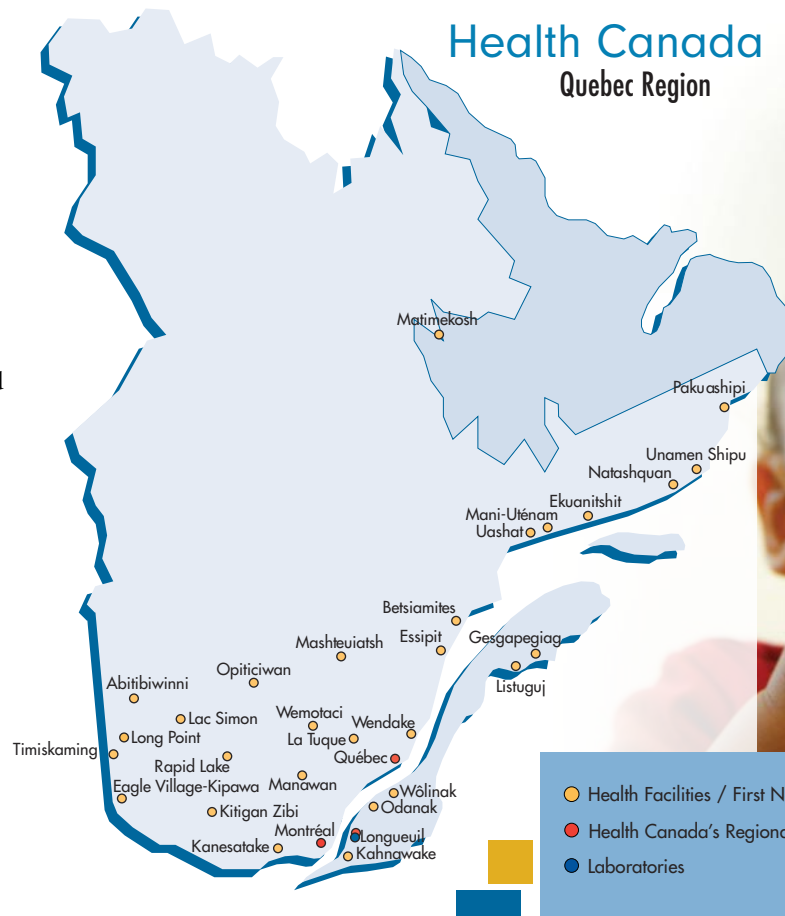 Health Canada
Quebec Region
Matimekosh
Pakuashipi
Unamen Shipu
Natashquan
Ekuanitshit
Mani-Uténam
Uashat
Betsiamites
Essipit
Gesgapegiag
Listuguj
Mashteuiatsh
Opiticiwan
Abitibiwinni
Lac Simon
Wemotaci
Wendake
Long Point
La Tuque
Timiskaming
Rapid Lake
Québec
Manawan
Eagle Village-Kipawa
Wôlinak
Odanak
Kitigan Zibi
Montréal
Longueuil
Kanesatake
Kahnawake
Health Facilities / First N
Health Canada's Regiona
Laboratories